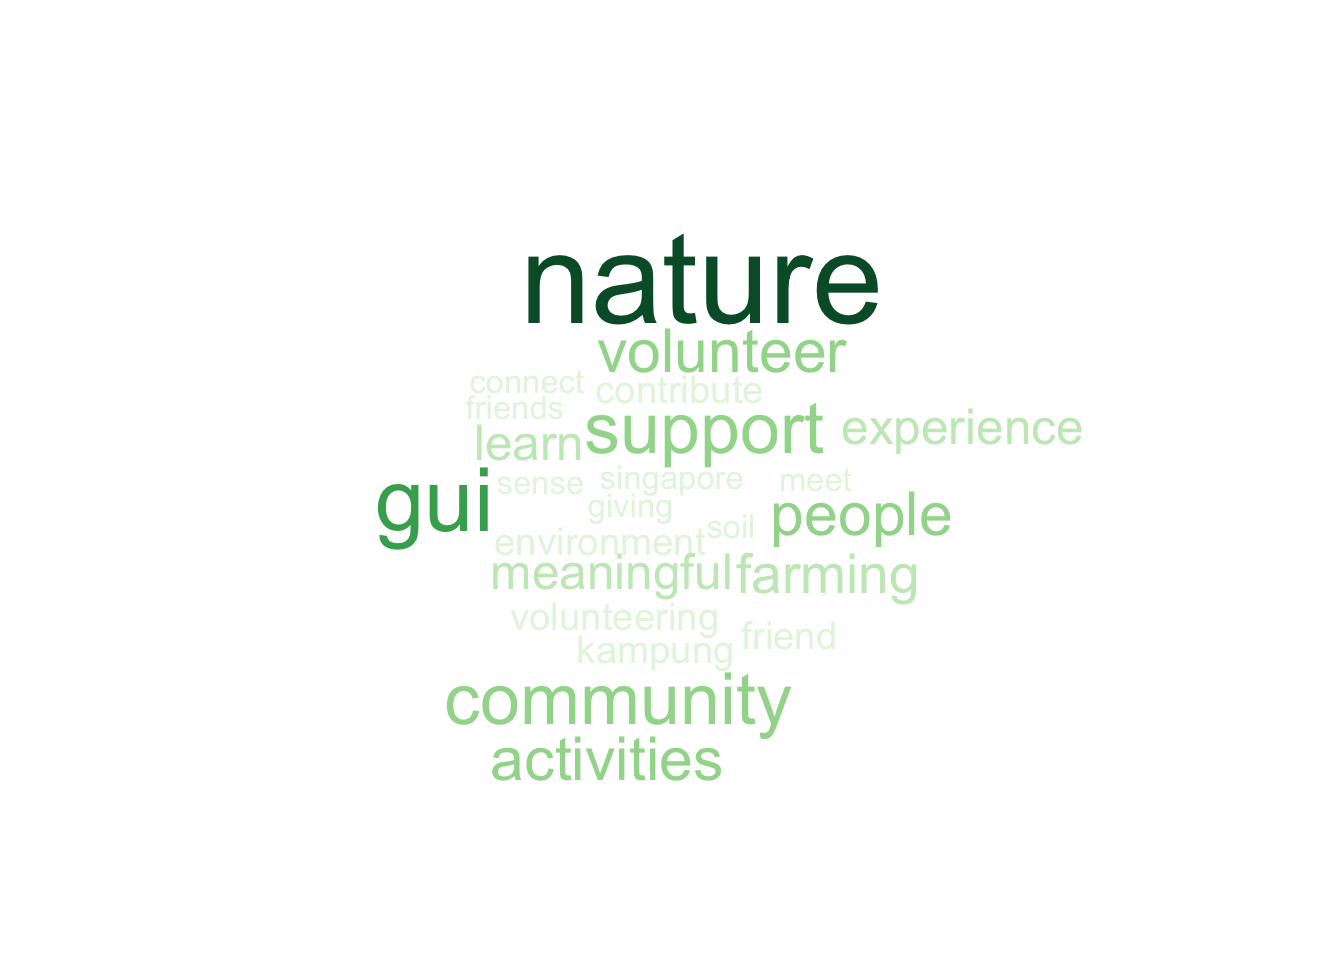 nature
volunteer
connect contribute
friends
support experience
learn
sense singapore meet
gui
giving
people
soil
environment
meaningful farming
volunteering
friend
kampung
community
activities